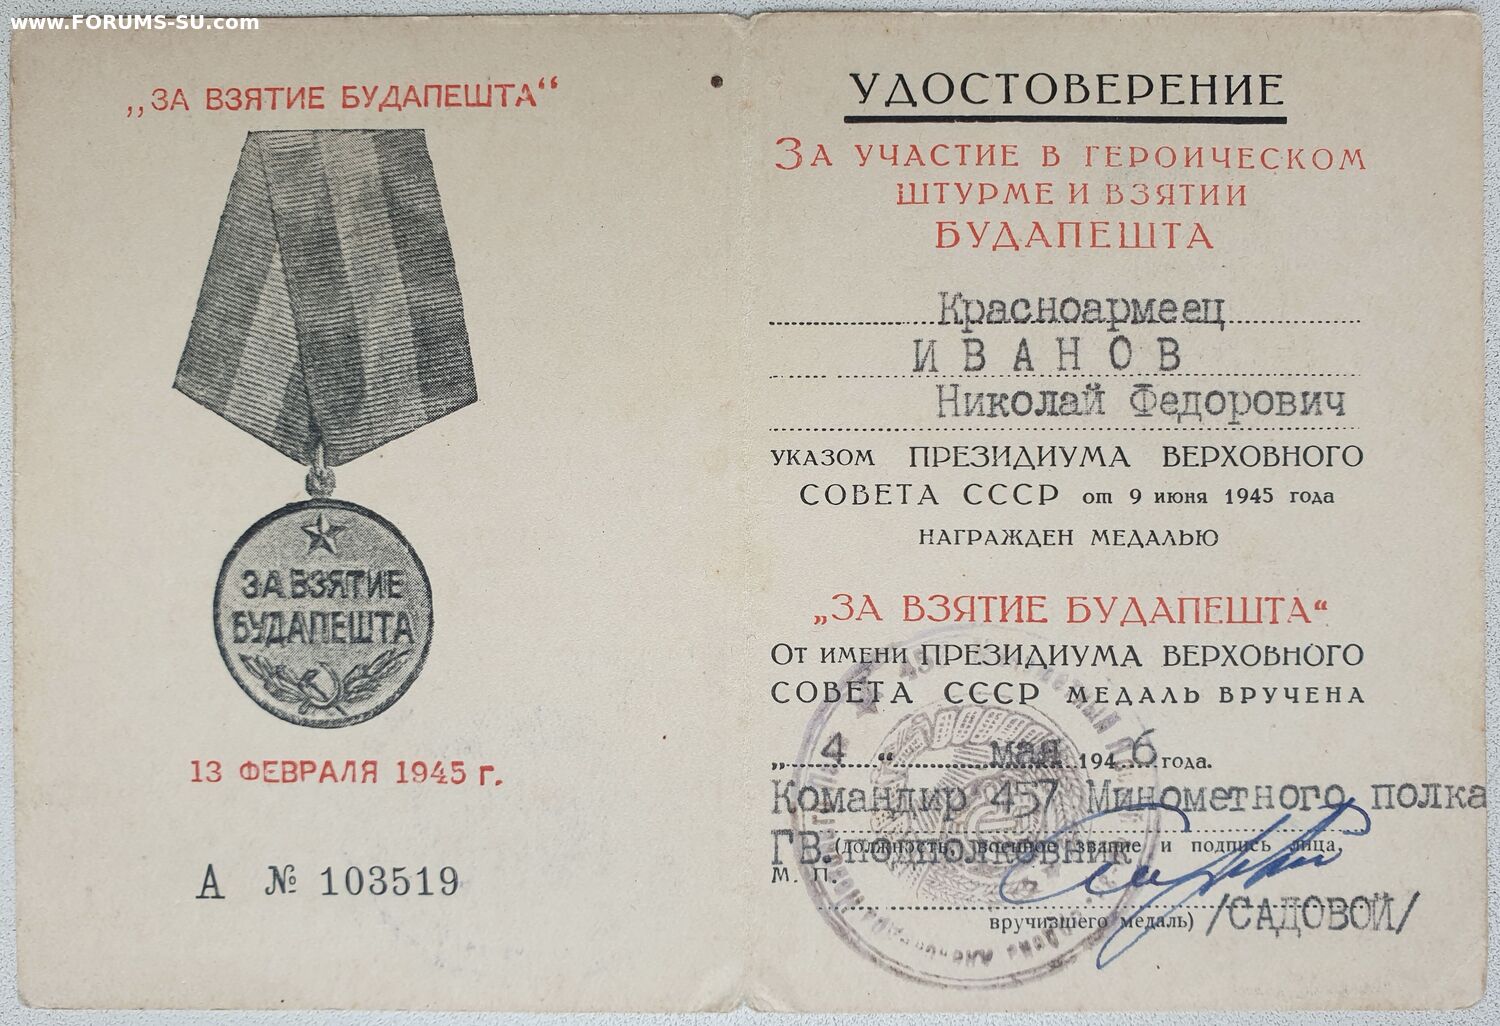 www.FORUMS-SU.com
„ЗА ВЗЯТИЕ БУДАПЕШТА“
ЗА ВЗЯТИЕ
БУДАПЕШТА
13 ФЕВРАЛЯ 1945 г.
А № 103519
УДОСТОВЕРЕНИЕ
ЗА УЧАСТИЕ В ГЕРОИЧЕСКОМ
ШТУРМЕ И ВЗЯТИИ
БУДАПЕШТА
Красноармеец
ИВАНОВ
Николай Федорович
УКАЗОМ ПРЕЗИДИУМА ВЕРХОВНОГО
СОВЕТА СССР от 9 июня 1945 года
НАГРАЖДЕН МЕДАЛЬЮ
„ЗА ВЗЯТИЕ БУДАПЕШТА“
ОТ ИМЕНИ ПРЕЗИДИУМА ВЕРХОВНОГО
СОВЕТА СССР МЕДАЛЬ ВРУЧЕНА
„ 4 “ мая 1946 года.
Командир 457 Минометного полка
(должность, военное звание и подпись лица,
ГВ. подполковник
М. П.
вручившего медаль) /САДОВОЙ/